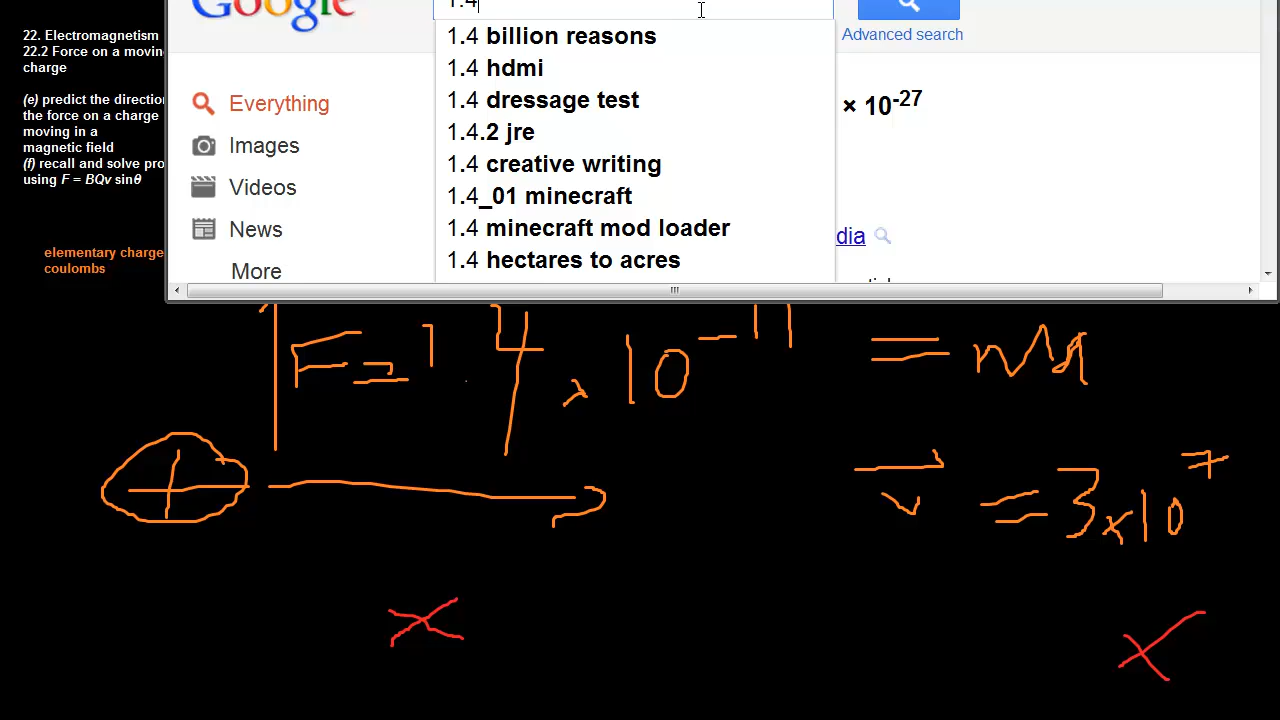 Google
1.4
Advanced search
22. Electromagnetism
22.2 Force on a movin
charge
(e) predict the direction
the force on a charge
moving in a
magnetic field
(f) recall and solve pro
using F = BQv sinθ
elementary charge
coulombs
1.4 billion reasons
1.4 hdmi
1.4 dressage test
1.4.2 jre
1.4 creative writing
1.4_01 minecraft
1.4 minecraft mod loader
1.4 hectares to acres
Everything
Images
Videos
News
More
× 10-27
dia
F = 1.4 x 10-11 = ma
+
v = 3x10 7
x x